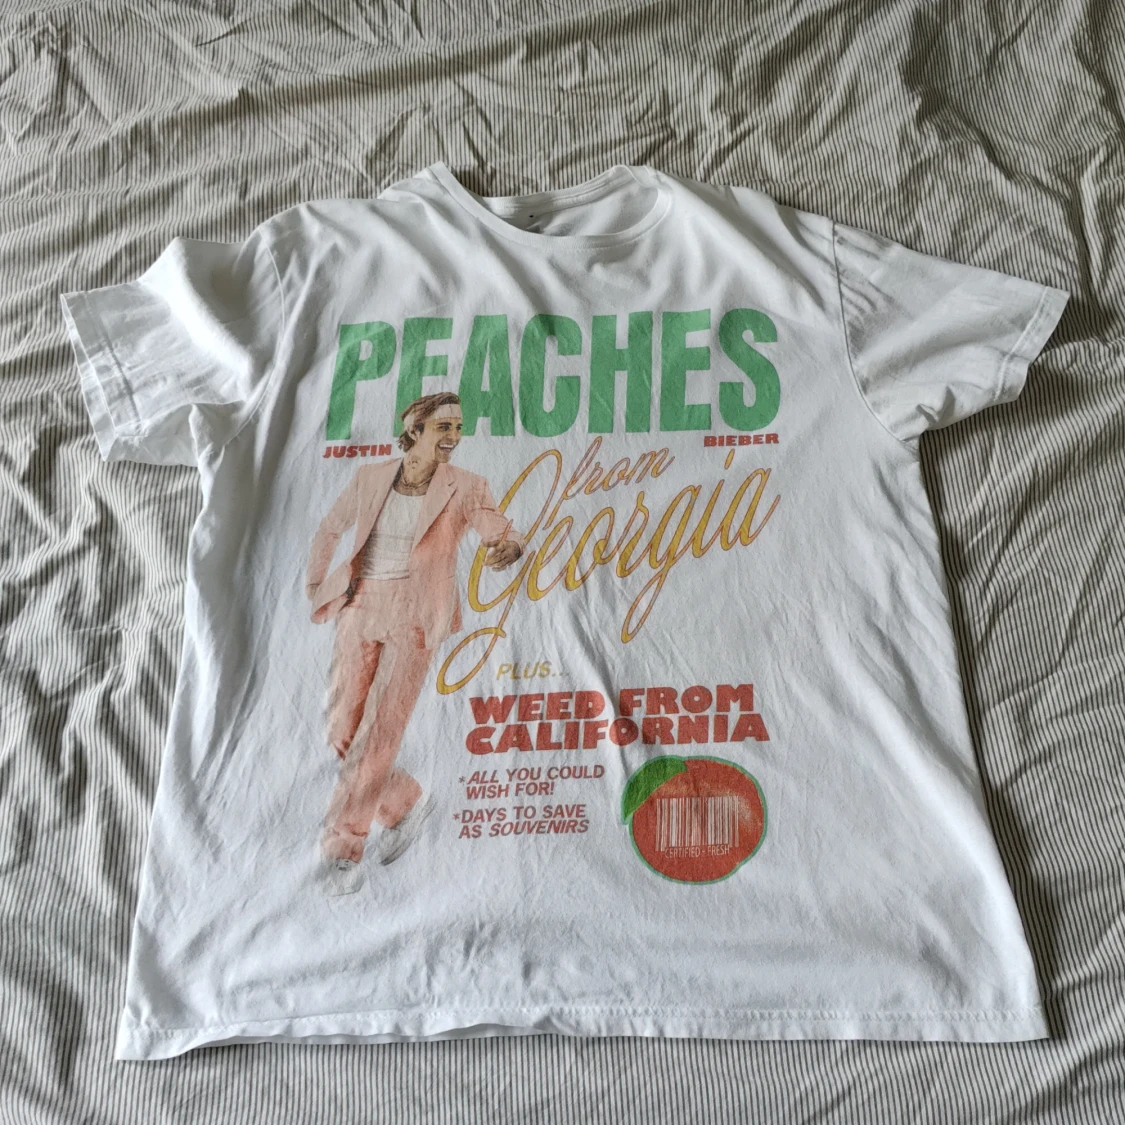 PEACHES
JUSTIN
BIEBER
from
Georgia
PLUS...
WEED FROM
CALIFORNIA
*ALL YOU COULD
WISH FOR!
*DAYS TO SAVE
AS SOUVENIRS
CERTIFIED - FRESH